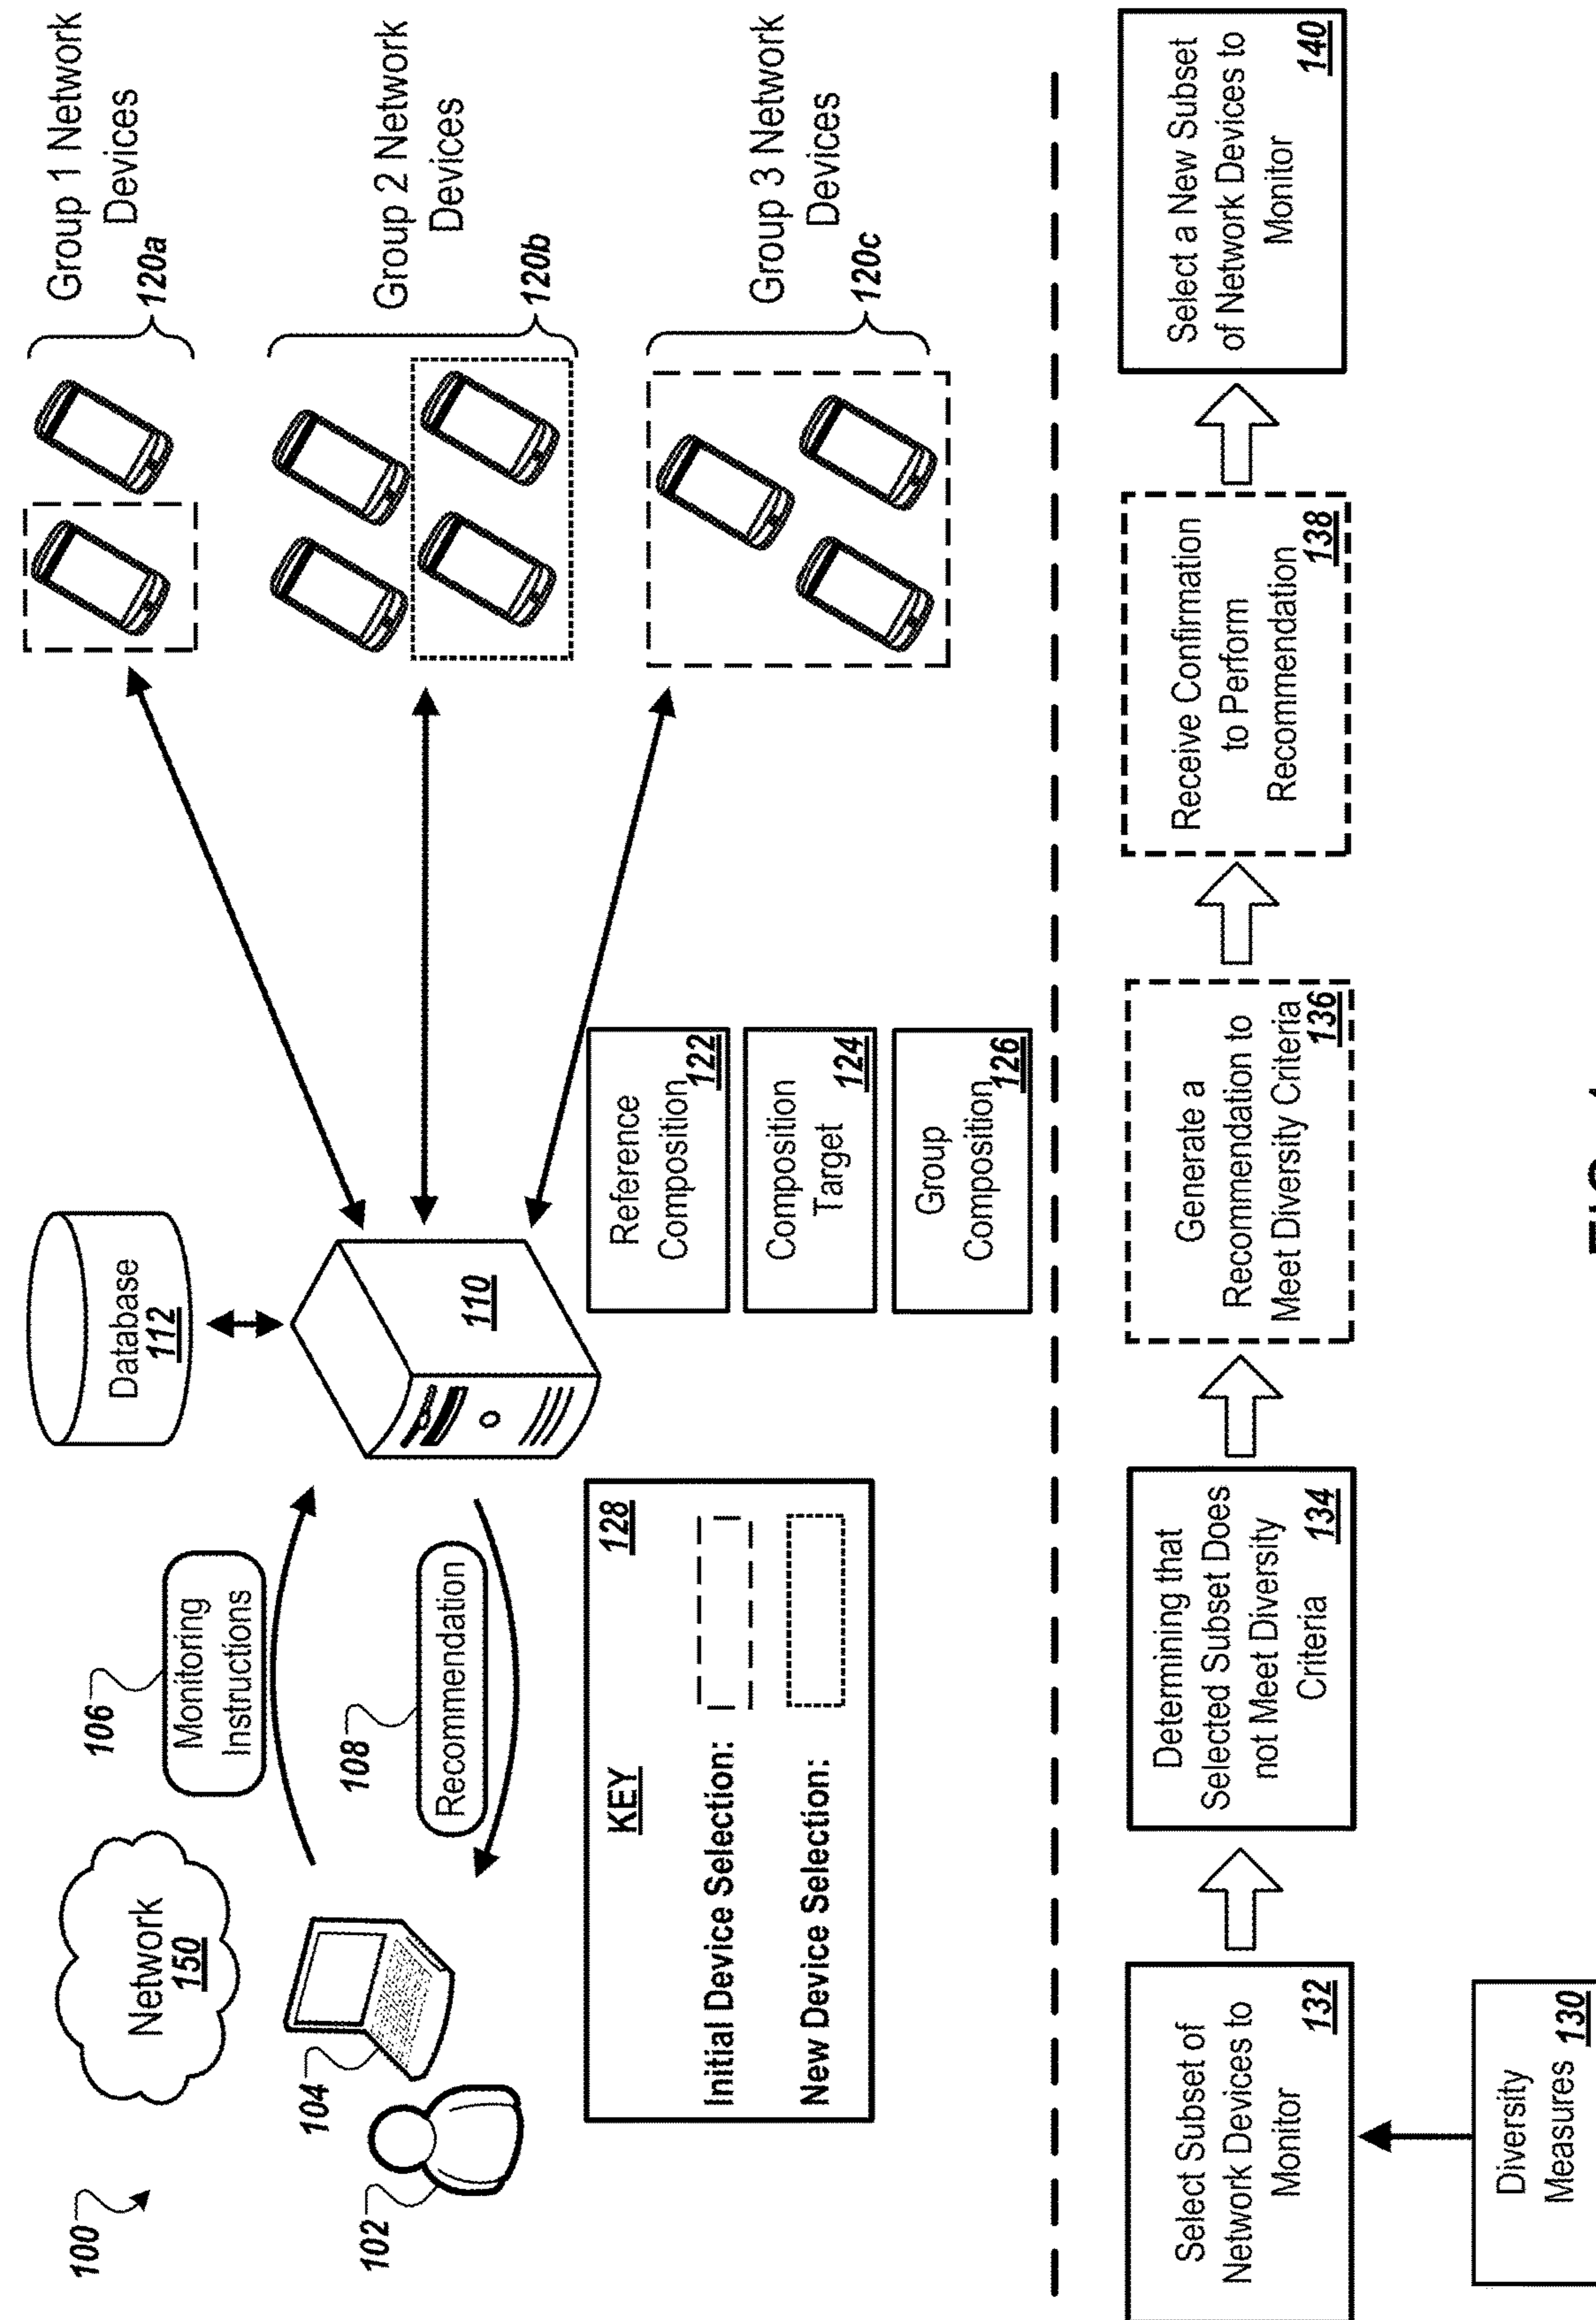 100
Network
150
102
104
106
Monitoring
Instructions
108
Recommendation
Database
112
110
Group 1 Network
Devices
120a
Group 2 Network
Devices
120b
Group 3 Network
Devices
120c
KEY
128
Initial Device Selection:
New Device Selection:
Reference
Composition
122
Composition
Target
124
Group
Composition
126
Select Subset of
Network Devices to
Monitor
132
Diversity
Measures
130
Determining that
Selected Subset Does
not Meet Diversity
Criteria
134
Generate a
Recommendation to
Meet Diversity Criteria
136
Receive Confirmation
to Perform
Recommendation
138
Select a New Subset
of Network Devices to
Monitor
140